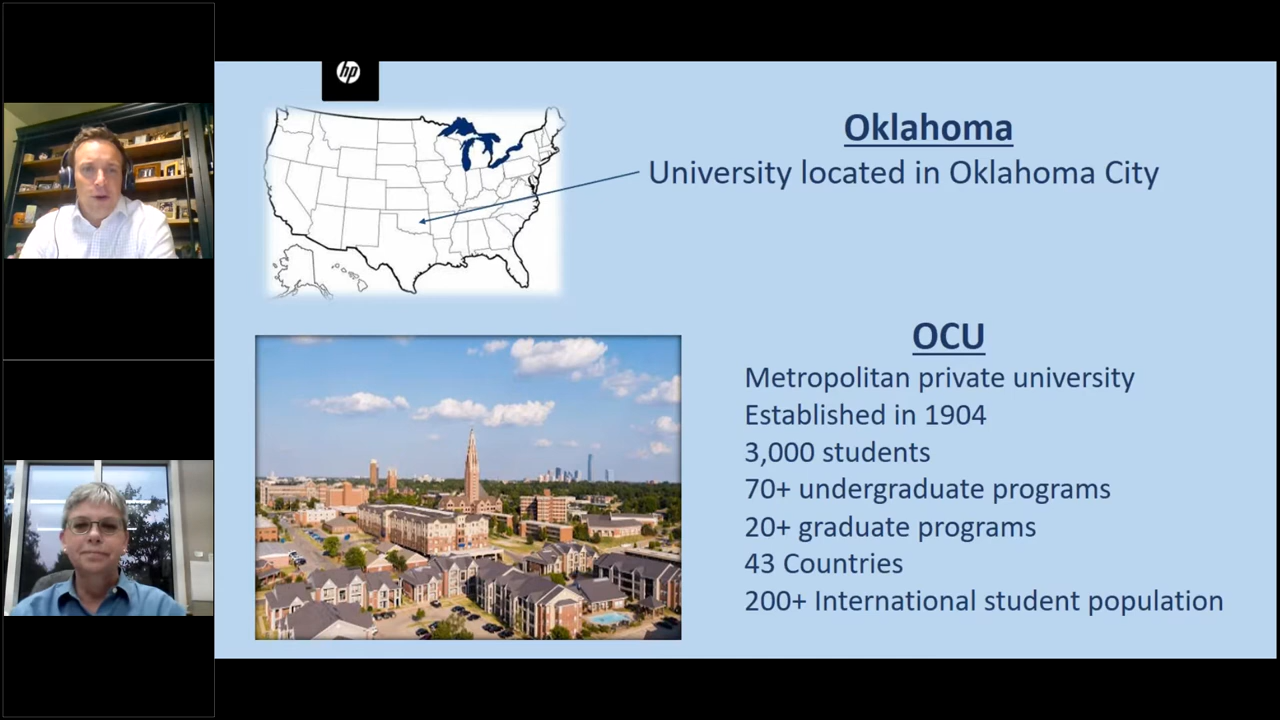 hp
Oklahoma
University located in Oklahoma City
OCU
Metropolitan private university
Established in 1904
3,000 students
70+ undergraduate programs
20+ graduate programs
43 Countries
200+ International student population